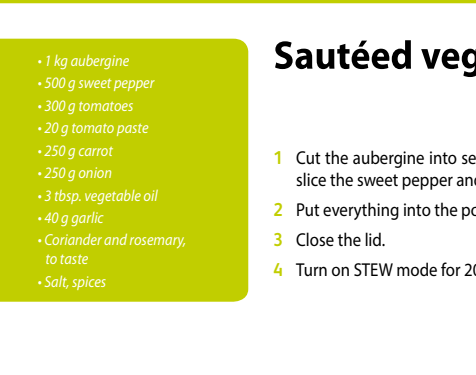 • 1 kg aubergine
• 500 g sweet pepper
• 300 g tomatoes
• 20 g tomato paste
• 250 g carrot
• 250 g onion
• 3 tbsp. vegetable oil
• 40 g garlic
• Coriander and rosemary,
to taste
• Salt, spices
Sautéed veg
1 Cut the aubergine into se
slice the sweet pepper an
2 Put everything into the po
3 Close the lid.
4 Turn on STEW mode for 20